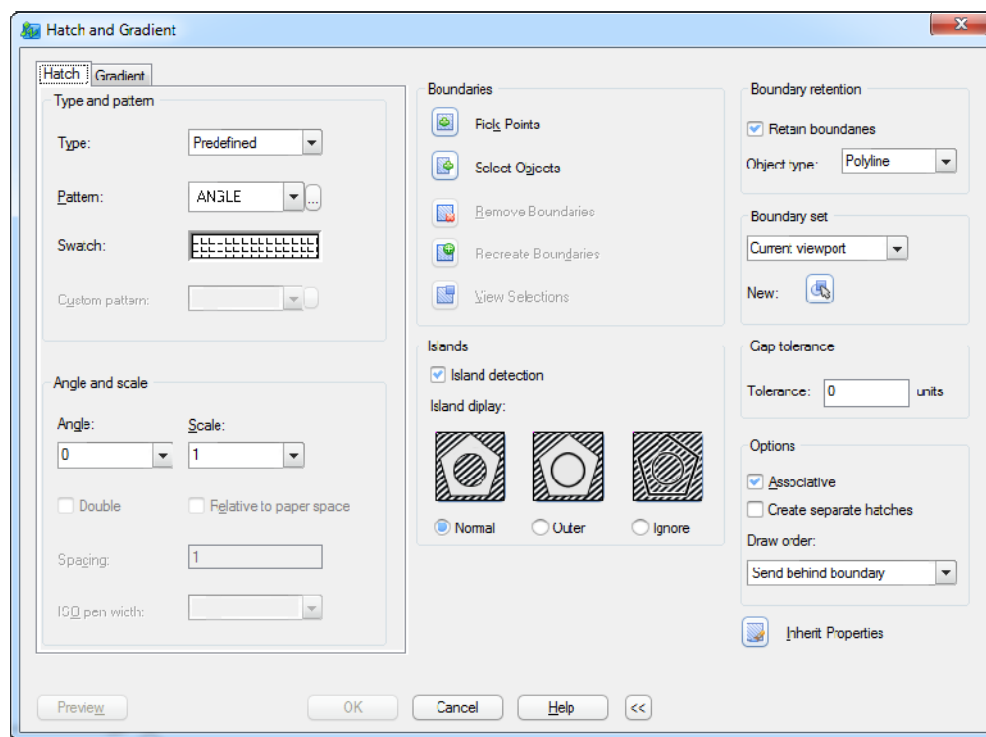 Hatch and Gradient
Hatch
Gradient
Type and pattern
Type:
Predefined
Pattern:
ANGLE
...
Swatch:
Custom pattern:
Angle and scale
Angle:
Scale:
0
1
Double
Relative to paper space
Spacing:
1
ISO pen width:
Boundaries
Pick Points
Select Objects
Remove Boundaries
Recreate Boundaries
View Selections
Islands
Island detection
Island diplay:
Normal
Outer
Ignore
Boundary retention
Retain boundaries
Object type:
Polyline
Boundary set
Current viewport
New:
Gap tolerance
Tolerance:
0
units
Options
Associative
Create separate hatches
Draw order:
Send behind boundary
Inherit Properties
Preview
OK
Cancel
Help
<<